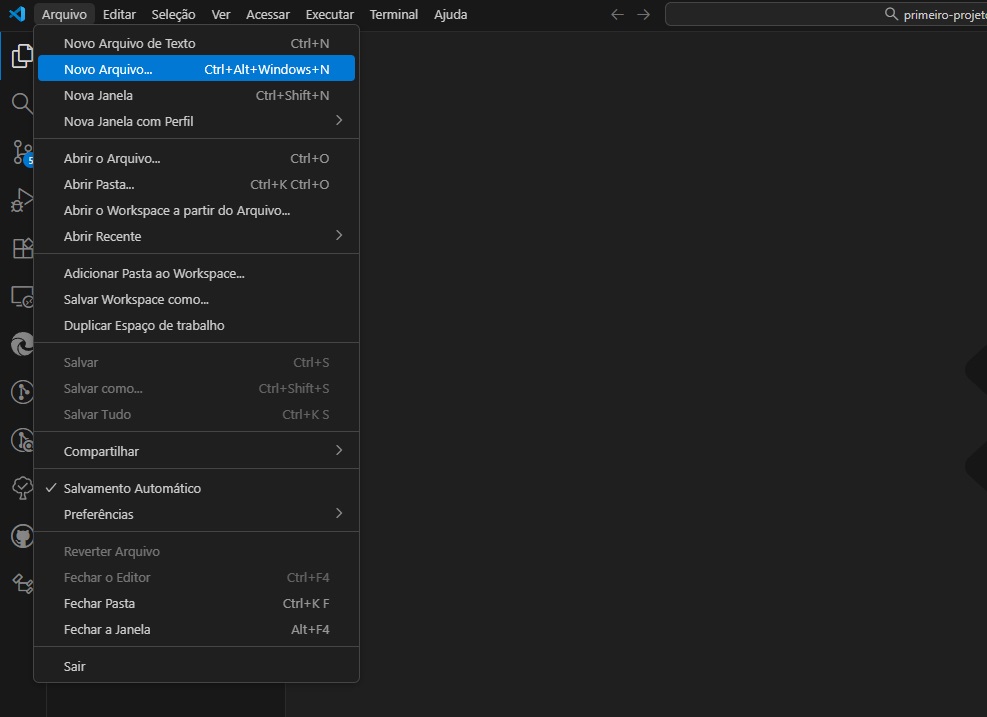 Arquivo Editar Seleção Ver Acessar Executar Terminal Ajuda primeiro-projeto
Novo Arquivo de Texto Ctrl+N
Novo Arquivo... Ctrl+Alt+Windows+N
Nova Janela Ctrl+Shift+N
Nova Janela com Perfil
Abrir o Arquivo... Ctrl+O
Abrir Pasta... Ctrl+K Ctrl+O
Abrir o Workspace a partir do Arquivo...
Abrir Recente
Adicionar Pasta ao Workspace...
Salvar Workspace como...
Duplicar Espaço de trabalho
Salvar Ctrl+S
Salvar como... Ctrl+Shift+S
Salvar Tudo Ctrl+K S
Compartilhar
Salvamento Automático
Preferências
Reverter Arquivo
Fechar o Editor Ctrl+F4
Fechar Pasta Ctrl+K F
Fechar a Janela Alt+F4
Sair
5